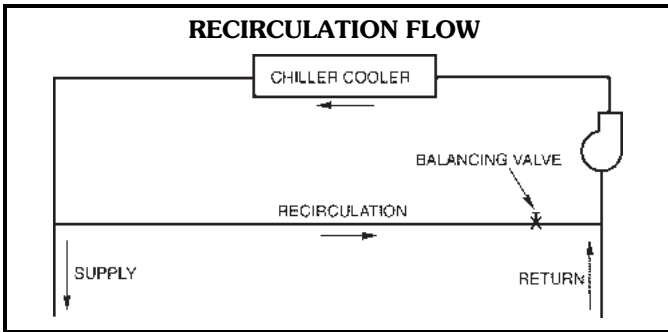 RECIRCULATION FLOW
CHILLER COOLER
BALANCING VALVE
RECIRCULATION
SUPPLY
RETURN